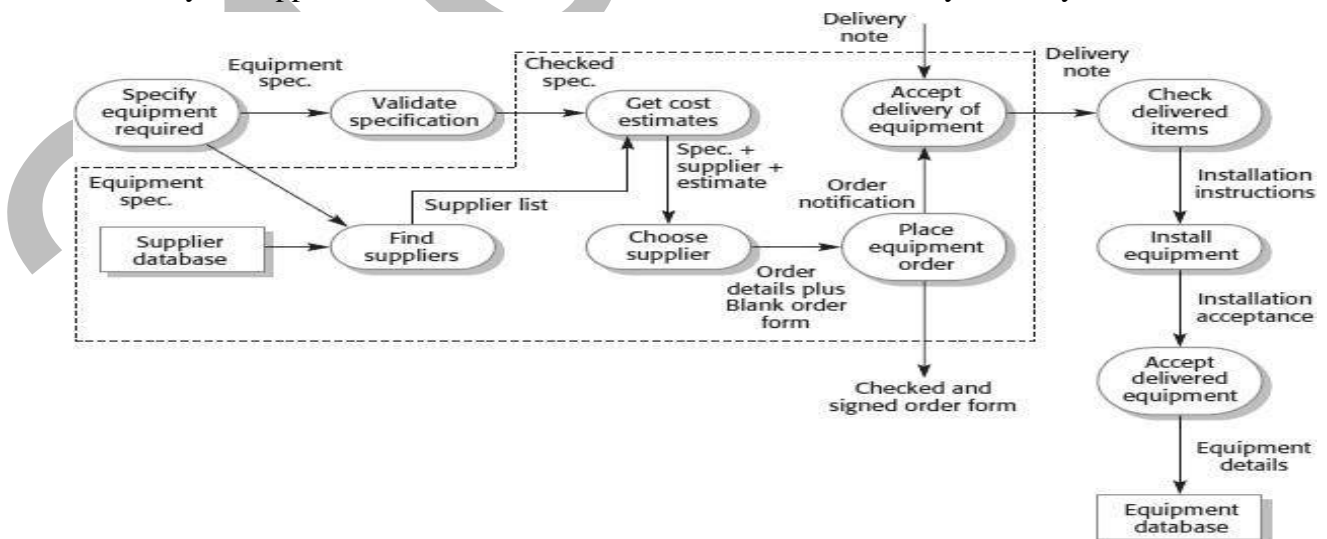 Delivery
note
Delivery
note
Equipment
spec.
Checked
spec.
Specify
equipment
required
Validate
specification
Get cost
estimates
Accept
delivery of
equipment
Check
delivered
items
Spec. +
supplier +
estimate
Equipment
spec.
Supplier list
Order
notification
Installation
instructions
Supplier
database
Find
suppliers
Choose
supplier
Place
equipment
order
Install
equipment
Order
details plus
Blank order
form
Installation
acceptance
Accept
delivered
equipment
Checked and
signed order form
Equipment
details
Equipment
database